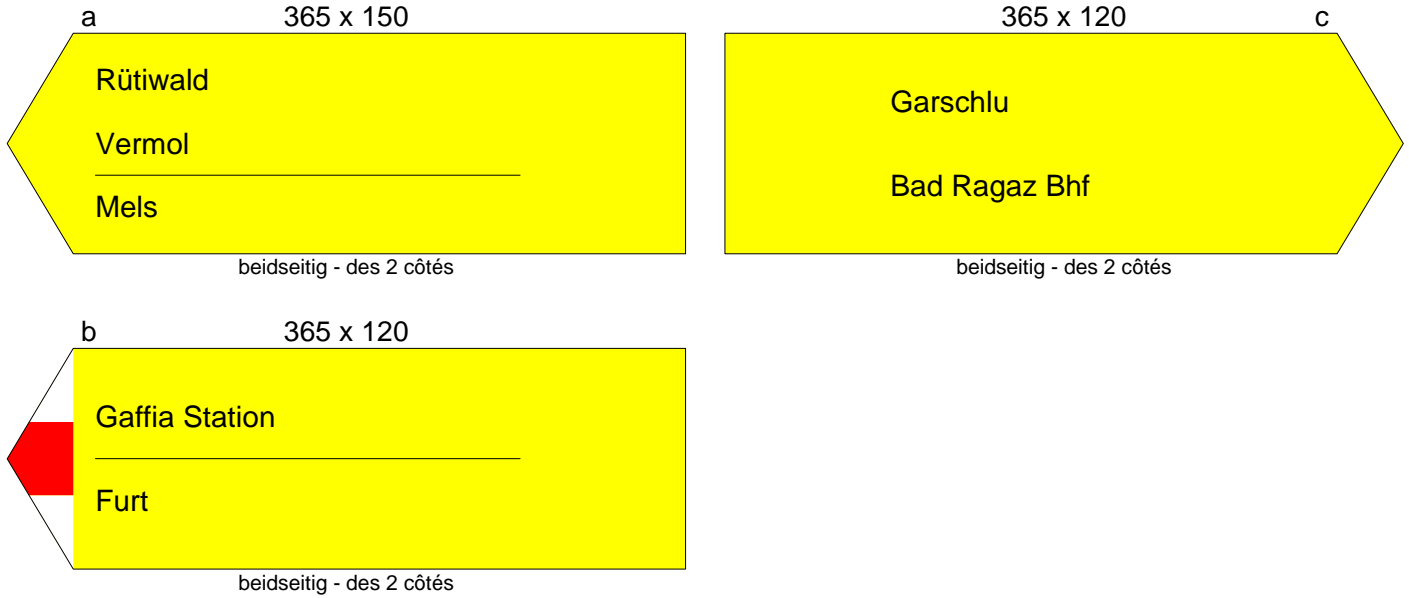 a 365 x 150
Rütiwald
Vermol
Mels
beidseitig - des 2 côtés
365 x 120 c
Garschlu
Bad Ragaz Bhf
beidseitig - des 2 côtés
b 365 x 120
Gaffia Station
Furt
beidseitig - des 2 côtés